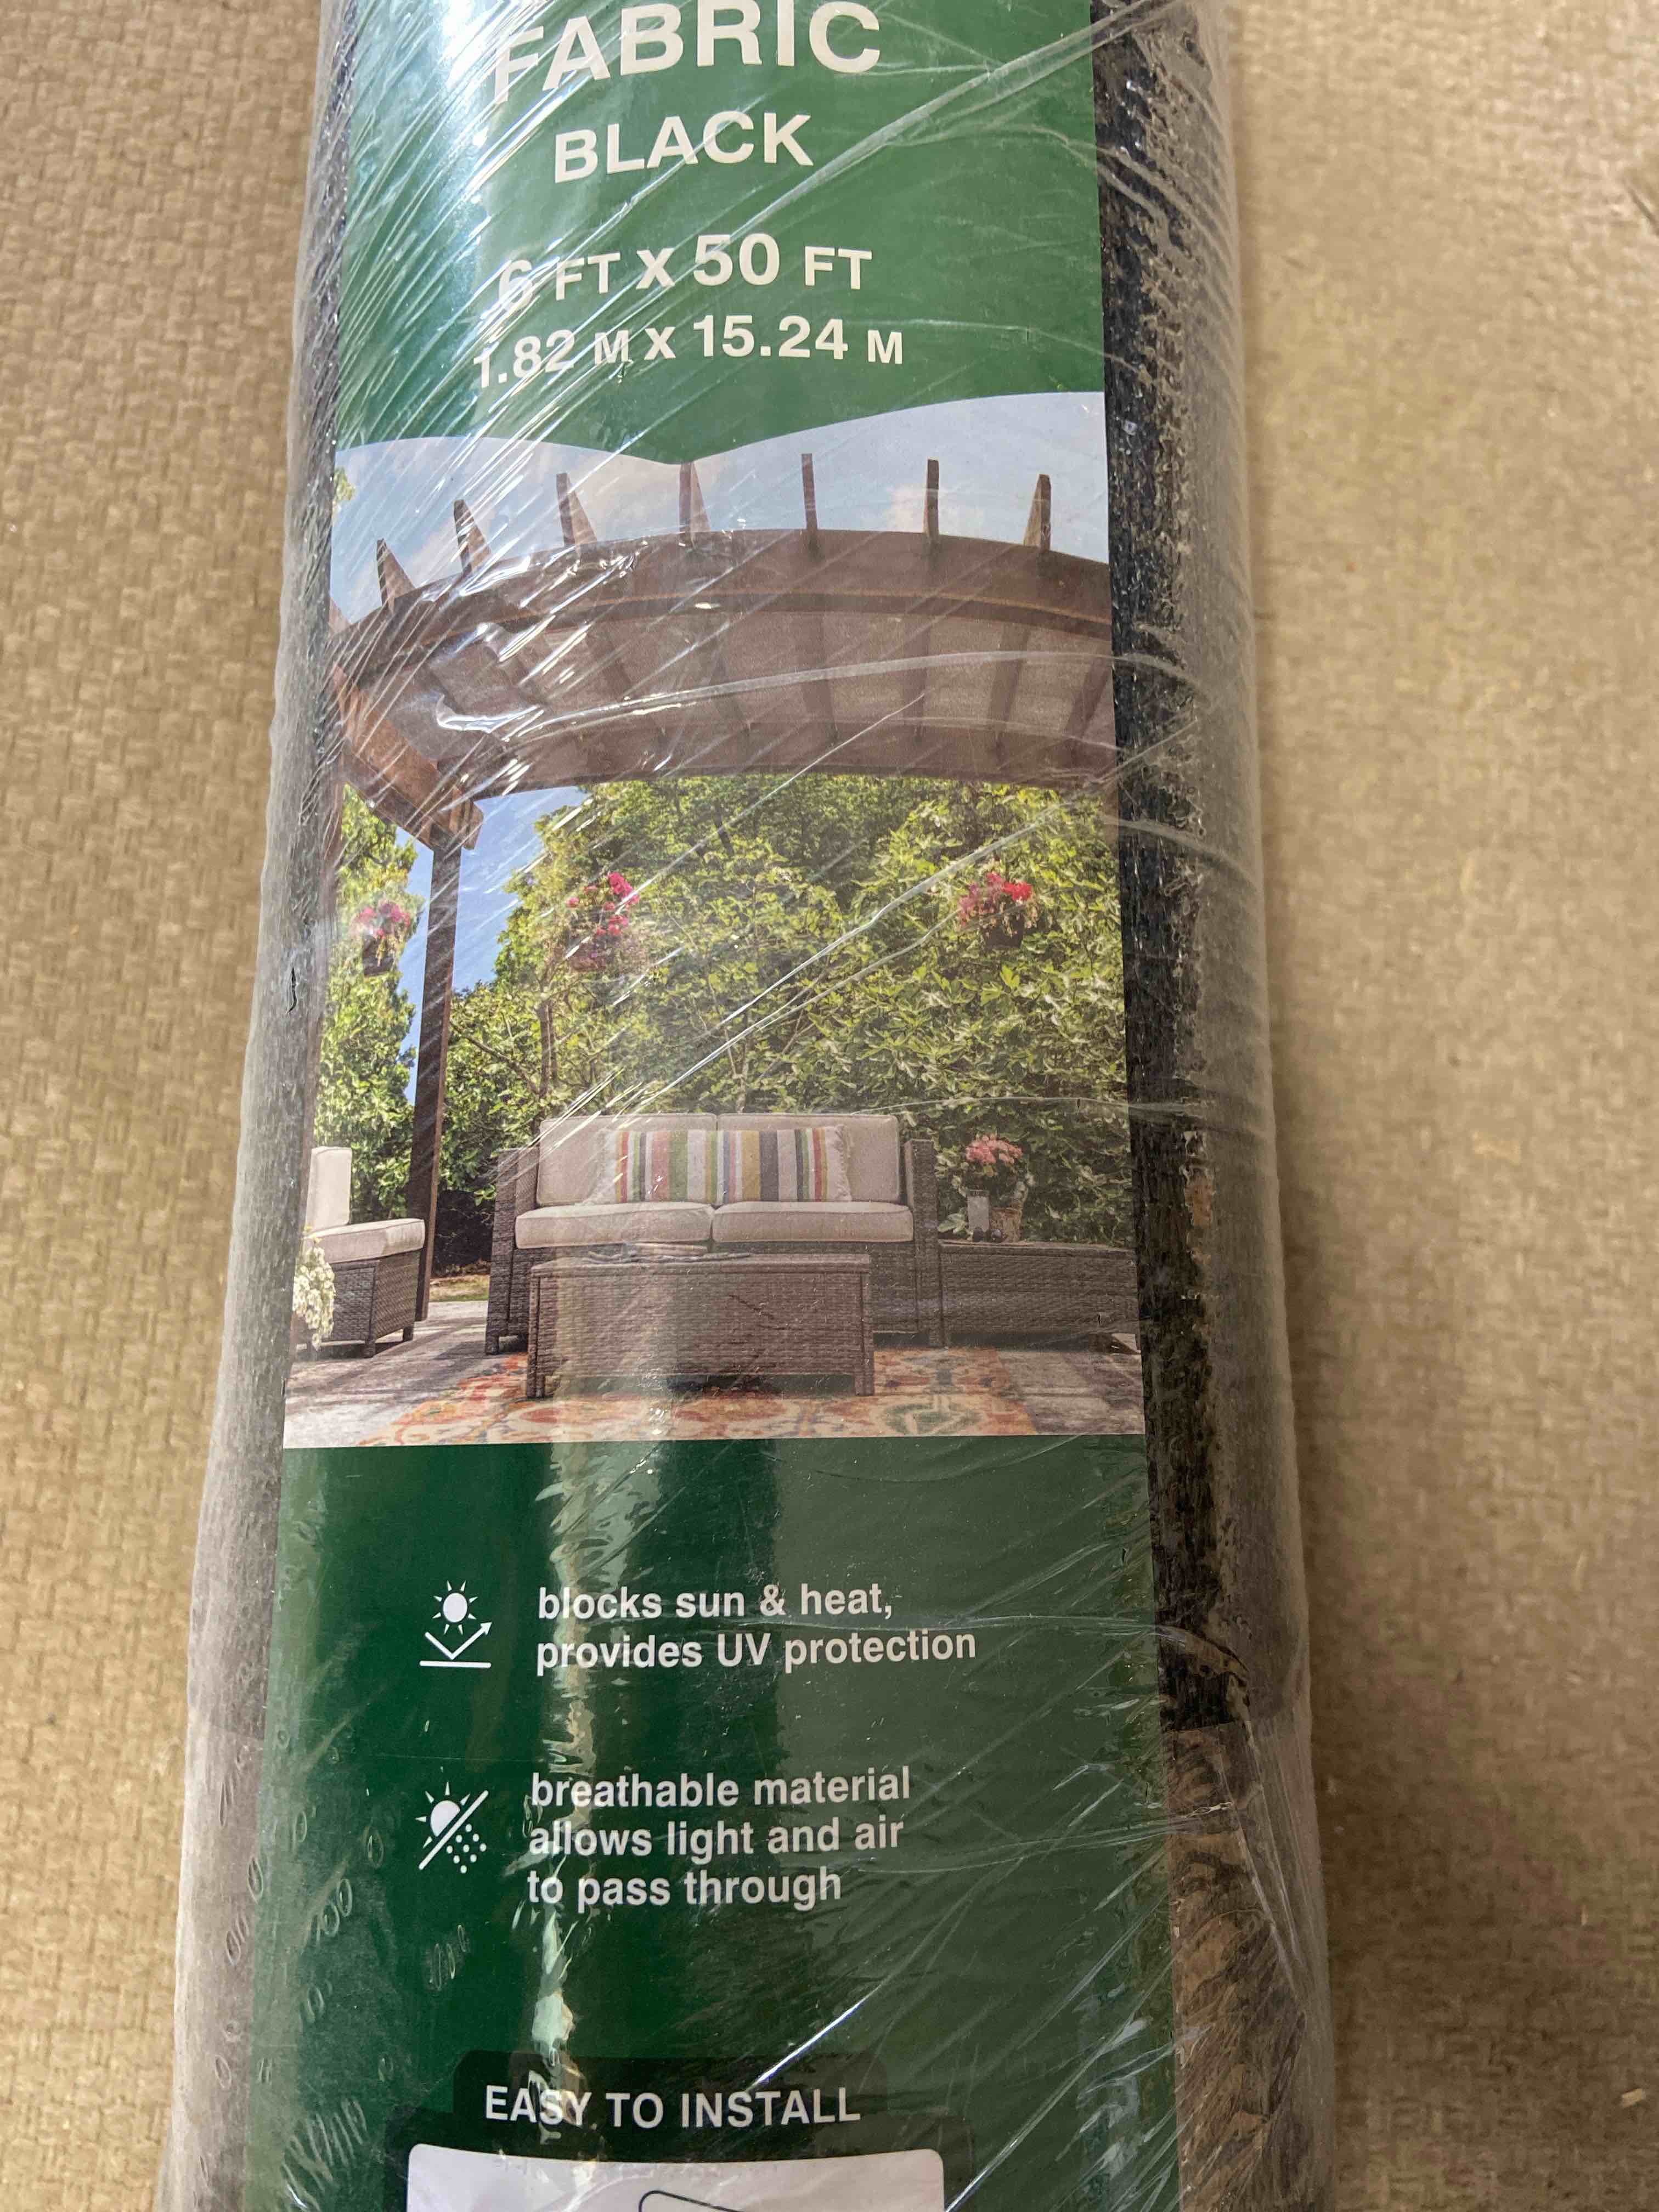 FABRIC
BLACK
6 FT X 50 FT
1.82 M X 15.24 M
blocks sun & heat,
provides UV protection
breathable material
allows light and air
to pass through
EASY TO INSTALL